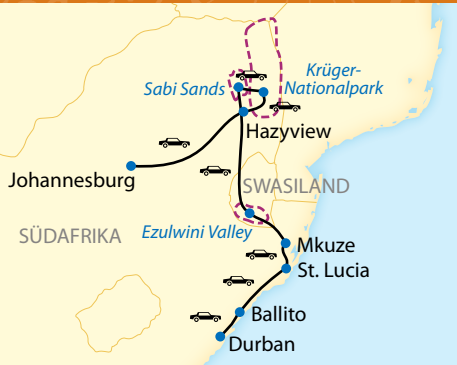 Sabi Sands
Krüger-
Nationalpark
Hazyview
Johannesburg
SWASILAND
SÜDAFRIKA
Ezulwini Valley
Mkuze
St. Lucia
Ballito
Durban